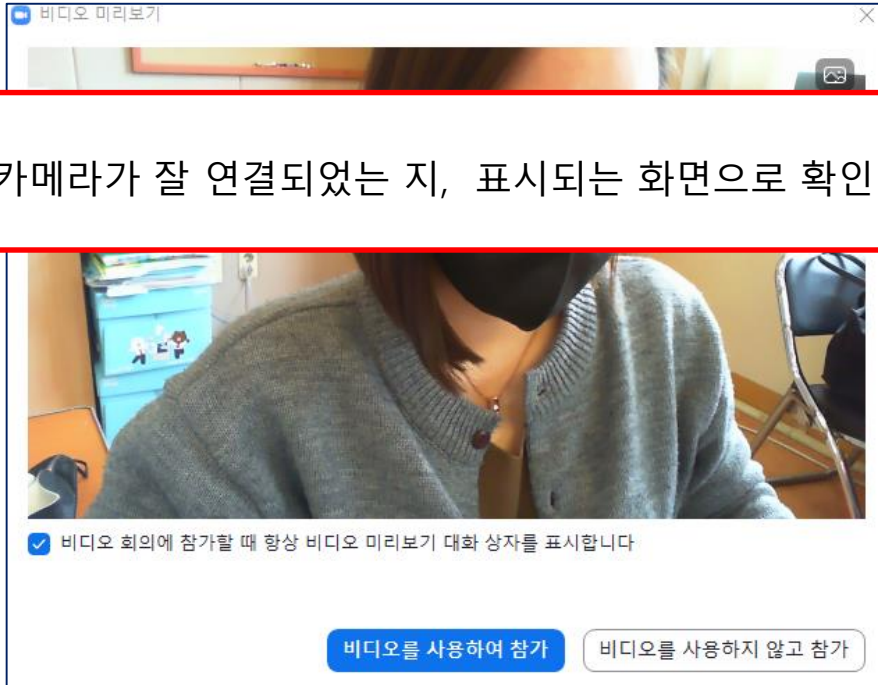 비디오 미리보기
카메라가 잘 연결되었는 지, 표시되는 화면으로 확인
비디오 회의에 참가할 때 항상 비디오 미리보기 대화 상자를 표시합니다
비디오를 사용하여 참가
비디오를 사용하지 않고 참가